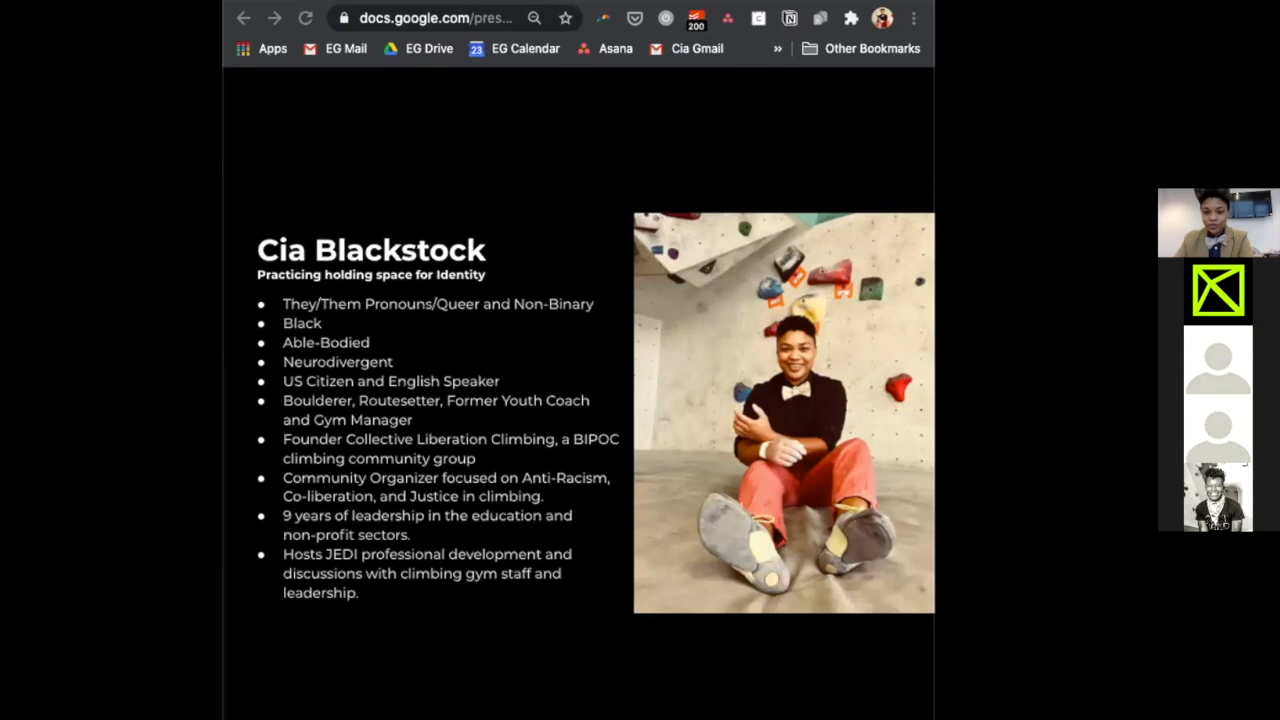 docs.google.com/pres...
200
Apps
EG Mail
EG Drive
23
EG Calendar
Asana
Cia Gmail
»
Other Bookmarks
Cia Blackstock
Practicing holding space for Identity
● They/Them Pronouns/Queer and Non-Binary
● Black
● Able-Bodied
● Neurodivergent
● US Citizen and English Speaker
● Boulderer, Routesetter, Former Youth Coach
and Gym Manager
● Founder Collective Liberation Climbing, a BIPOC
climbing community group
● Community Organizer focused on Anti-Racism,
Co-liberation, and Justice in climbing.
● 9 years of leadership in the education and
non-profit sectors.
● Hosts JEDI professional development and
discussions with climbing gym staff and
leadership.